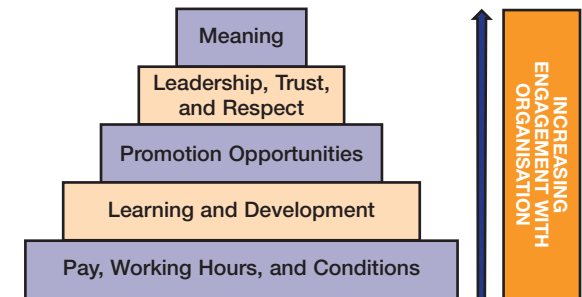 Meaning
Leadership, Trust,
and Respect
Promotion Opportunities
Learning and Development
Pay, Working Hours, and Conditions
INCREASING
ENGAGEMENT WITH
ORGANISATION